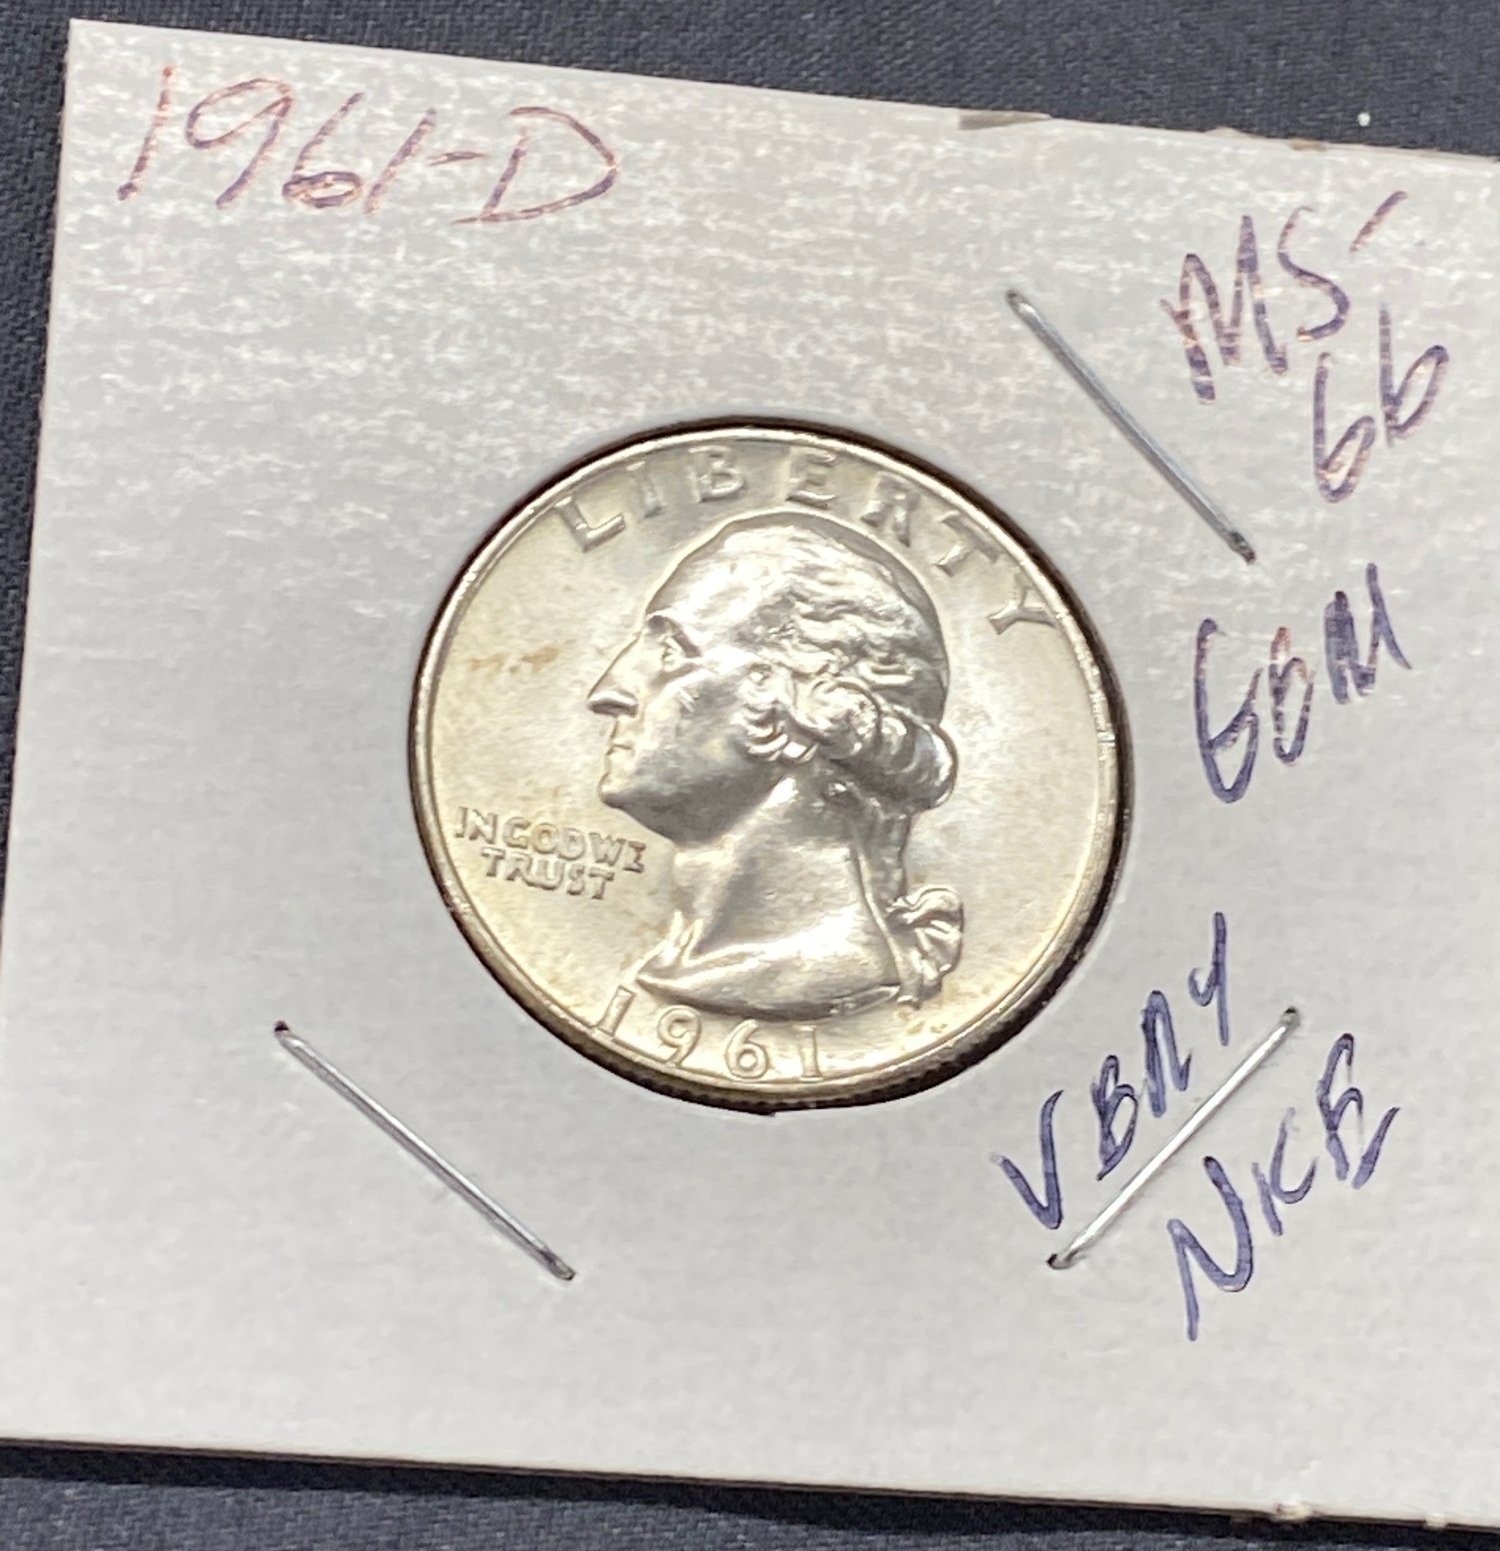 1961-D
MS-
66
GEM
VERY
NICE
LIBERTY
IN GOD WE
TRUST
1961